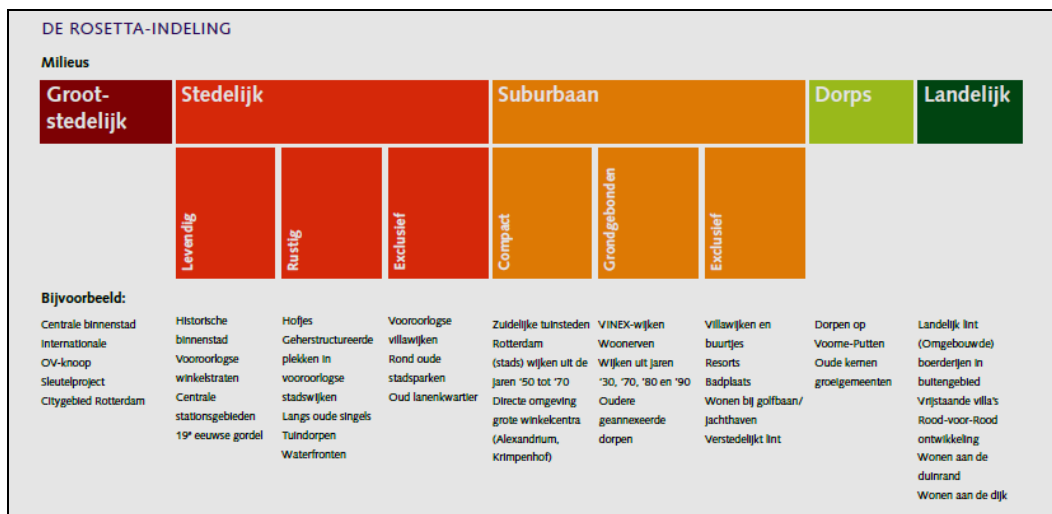 DE ROSETTA-INDELING
Milieus
Groot-
stedelijk
Stedelijk
Suburbaan
Dorps
Landelijk
Levendig
Rustig
Exclusief
Compact
Grondgebonden
Exclusief
Bijvoorbeeld:
Centrale binnenstad
Internationale
OV-knoop
Sleutelproject
Citygebied Rotterdam
Historische
binnenstad
Vooroorlogse
winkelstraten
Centrale
stationsgebieden
19e eeuwse gordel
Hofjes
Geherstructureerde
plekken in
vooroorlogse
stadswijken
Langs oude singels
Tuindorpen
Waterfronten
Vooroorlogse
villawijken
Rond oude
stadsparken
Oud lanenkwartier
Zuidelijke tuinsteden
Rotterdam
(stads) wijken uit de
jaren '50 tot '70
Directe omgeving
grote winkelcentra
(Alexandrium,
Krimpenhof)
VINEX-wijken
Woonerven
Wijken uit jaren
'30, '70, '80 en '90
Oudere
geannexeerde
dorpen
Villawijken en
buurtjes
Resorts
Badplaats
Wonen bij golfbaan/
jachthaven
Verstedelijkt lint
Dorpen op
Voorne-Putten
Oude kernen
groeigemeenten
Landelijk lint
(Omgebouwde)
boerderijen in
buitengebied
Vrijstaande villa's
Rood-voor-Rood
ontwikkeling
Wonen aan de
duinrand
Wonen aan de dijk